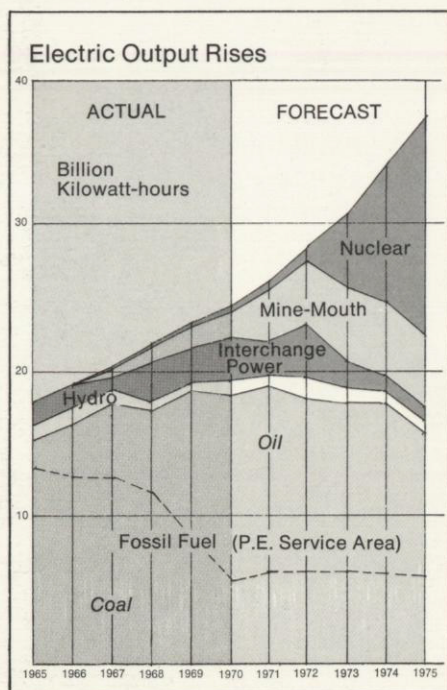 Electric Output Rises
40
ACTUAL
FORECAST
Billion
Kilowatt-hours
30
Nuclear
Mine-Mouth
20
Interchange
Power
Hydro
Oil
10
Fossil Fuel (P.E. Service Area)
Coal
1965 1966 1967 1968 1969 1970 1971 1972 1973 1974 1975